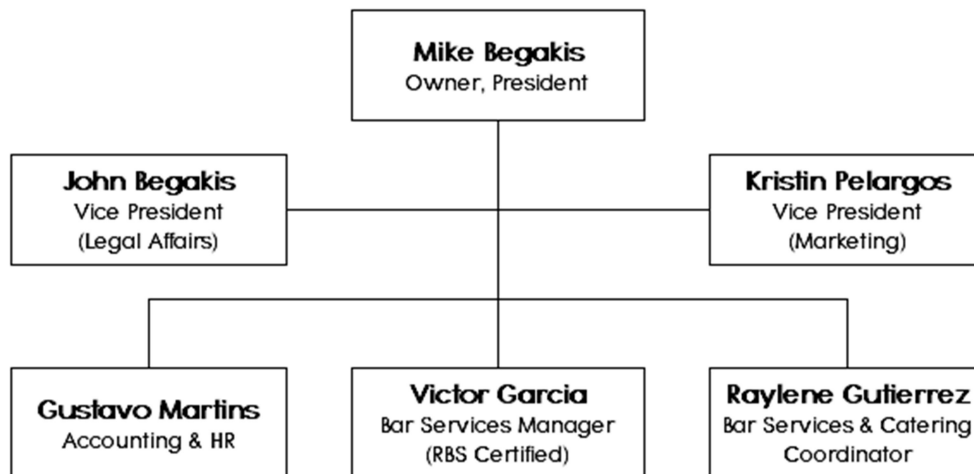 Mike Begakis
Owner, President
John Begakis
Vice President
(Legal Affairs)
Kristin Pelargos
Vice President
(Marketing)
Gustavo Martins
Accounting & HR
Victor Garcia
Bar Services Manager
(RBS Certified)
Raylene Gutierrez
Bar Services & Catering
Coordinator